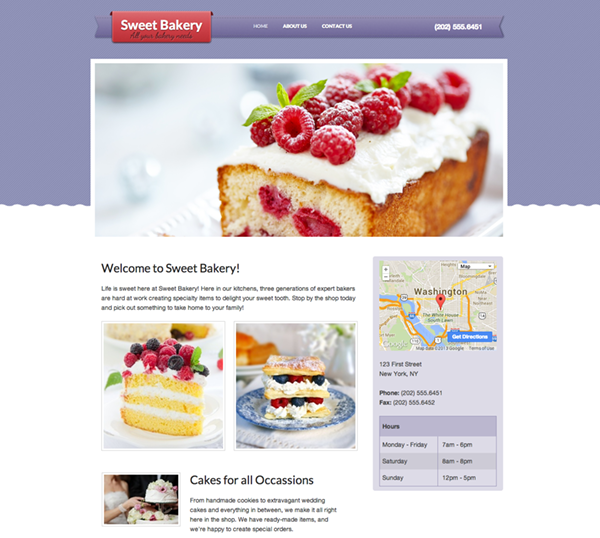 Sweet Bakery
All your bakery needs
HOME ABOUT US CONTACT US
(202) 555.6451
Welcome to Sweet Bakery!
Life is sweet here at Sweet Bakery! Here in our kitchens, three generations of expert bakers
are hard at work creating specialty items to delight your sweet tooth. Stop by the shop today
and pick out something to take home to your family!
Cakes for all Occassions
From handmade cookies to extravagant wedding
cakes and everything in between, we make it all right
here in the shop. We have ready-made items, and
we're happy to create special orders.
Map
Washington
The White House
South Lawn
Get Directions
Map data ©2013 Google Terms of Use
123 First Street
New York, NY
Phone: (202) 555.6451
Fax: (202) 555.6452
Hours
Monday - Friday 7am - 6pm
Saturday 8am - 6pm
Sunday 12pm - 5pm